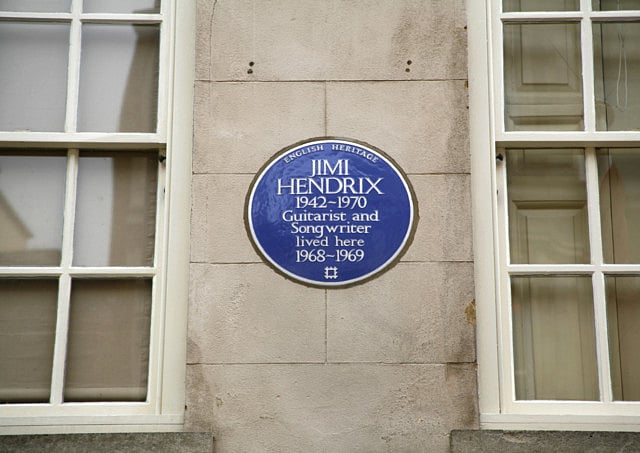 ENGLISH HERITAGE
JIMI
HENDRIX
1942~1970
Guitarist and
Songwriter
lived here
1968~1969